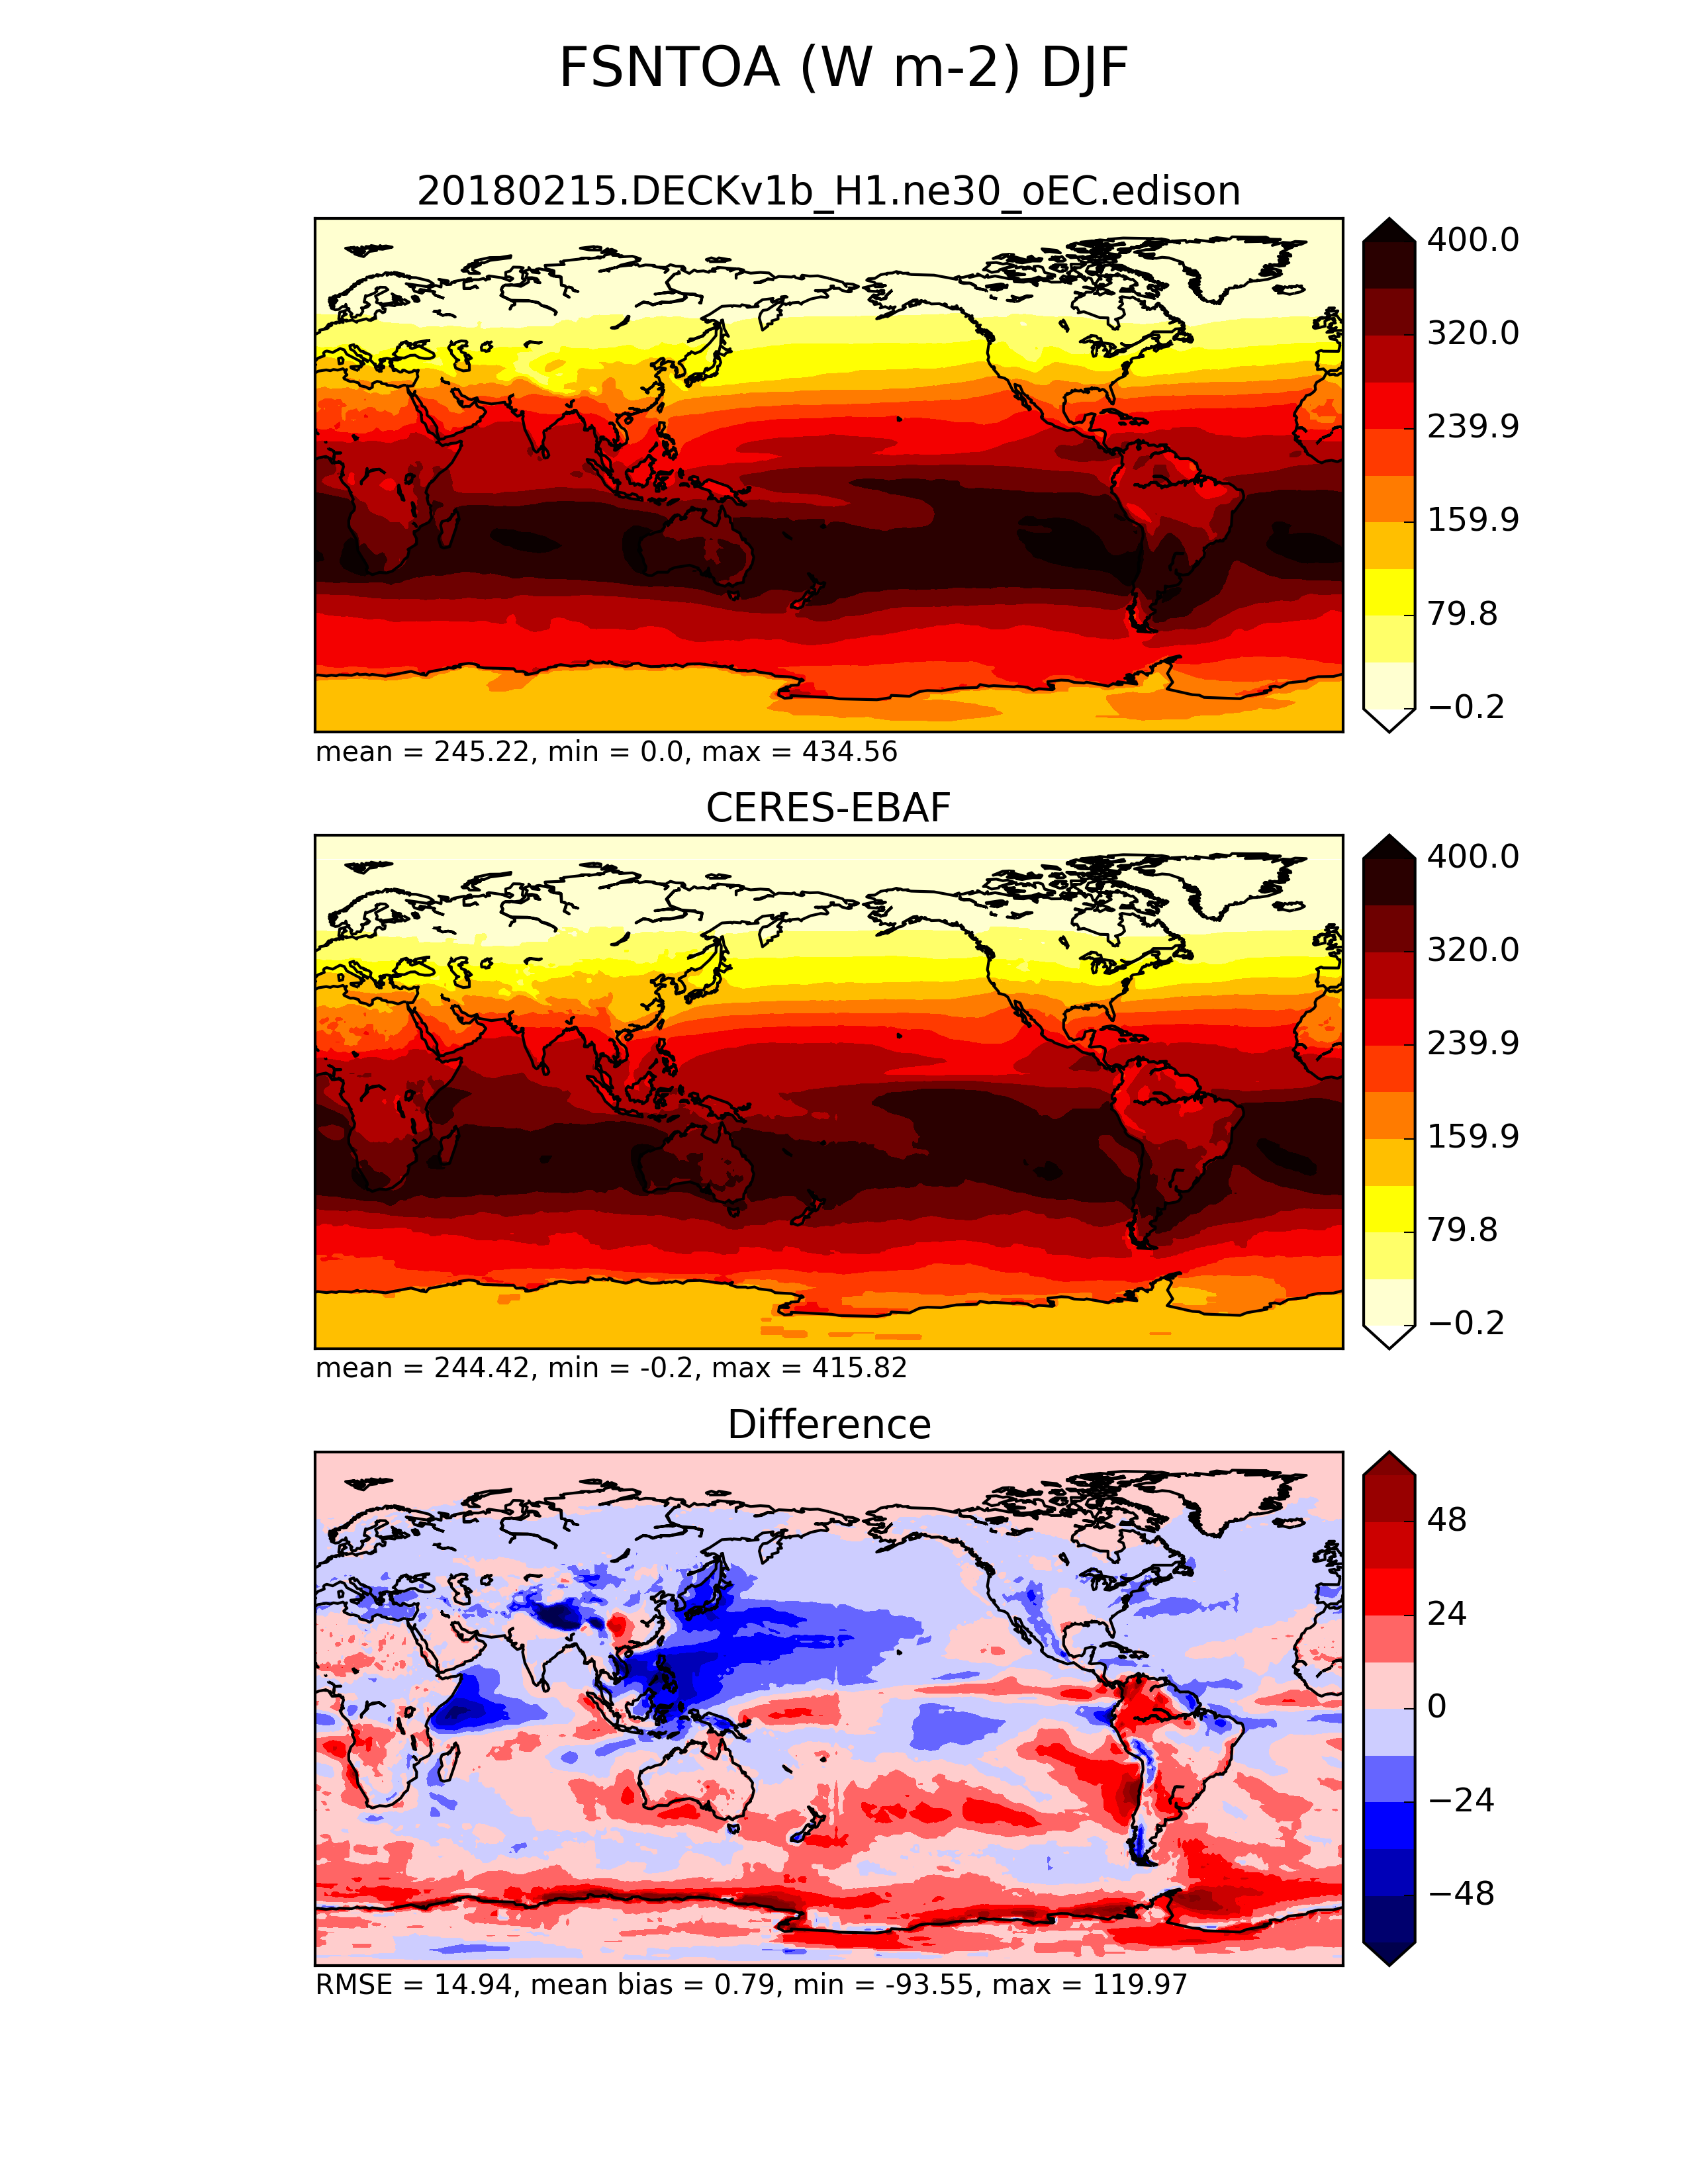 FSNTOA (W m-2) DJF
20180215.DECKv1b_H1.ne30_oEC.edison
400.0
320.0
239.9
159.9
79.8
−0.2
mean = 245.22, min = 0.0, max = 434.56
CERES-EBAF
400.0
320.0
239.9
159.9
79.8
−0.2
mean = 244.42, min = -0.2, max = 415.82
Difference
48
24
0
−24
−48
RMSE = 14.94, mean bias = 0.79, min = -93.55, max = 119.97